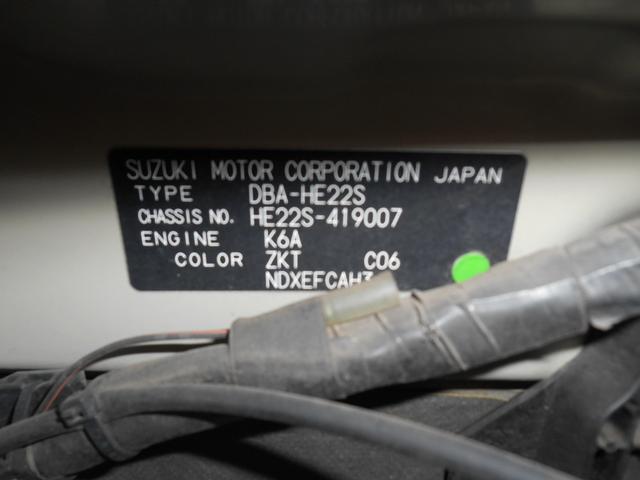 SUZUKI MOTOR CORPORATION JAPAN
TYPE DBA-HE22S
CHASSIS NO. HE22S-419007
ENGINE K6A
COLOR ZKT C06